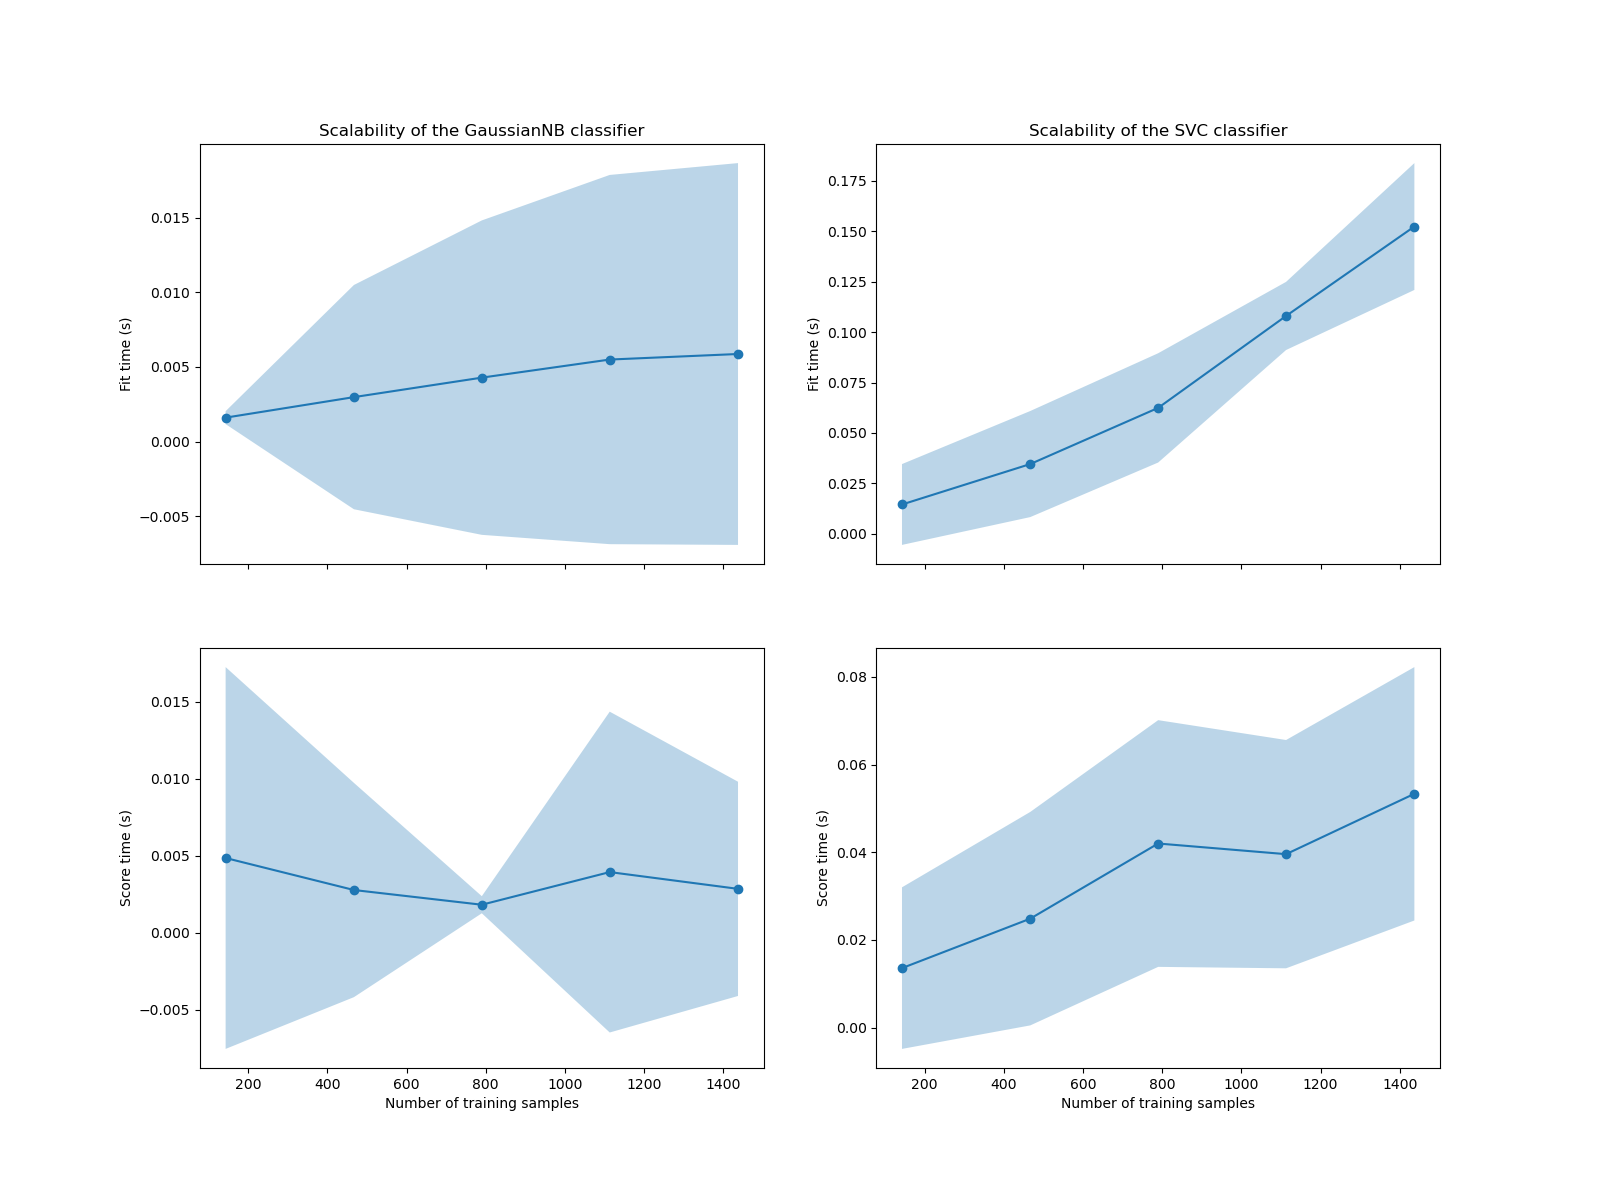 Scalability of the GaussianNB classifier
Fit time (s)
0.015
0.010
0.005
0.000
−0.005
Scalability of the SVC classifier
Fit time (s)
0.175
0.150
0.125
0.100
0.075
0.050
0.025
0.000
Score time (s)
0.015
0.010
0.005
0.000
−0.005
200 400 600 800 1000 1200 1400
Number of training samples
Score time (s)
0.08
0.06
0.04
0.02
0.00
200 400 600 800 1000 1200 1400
Number of training samples